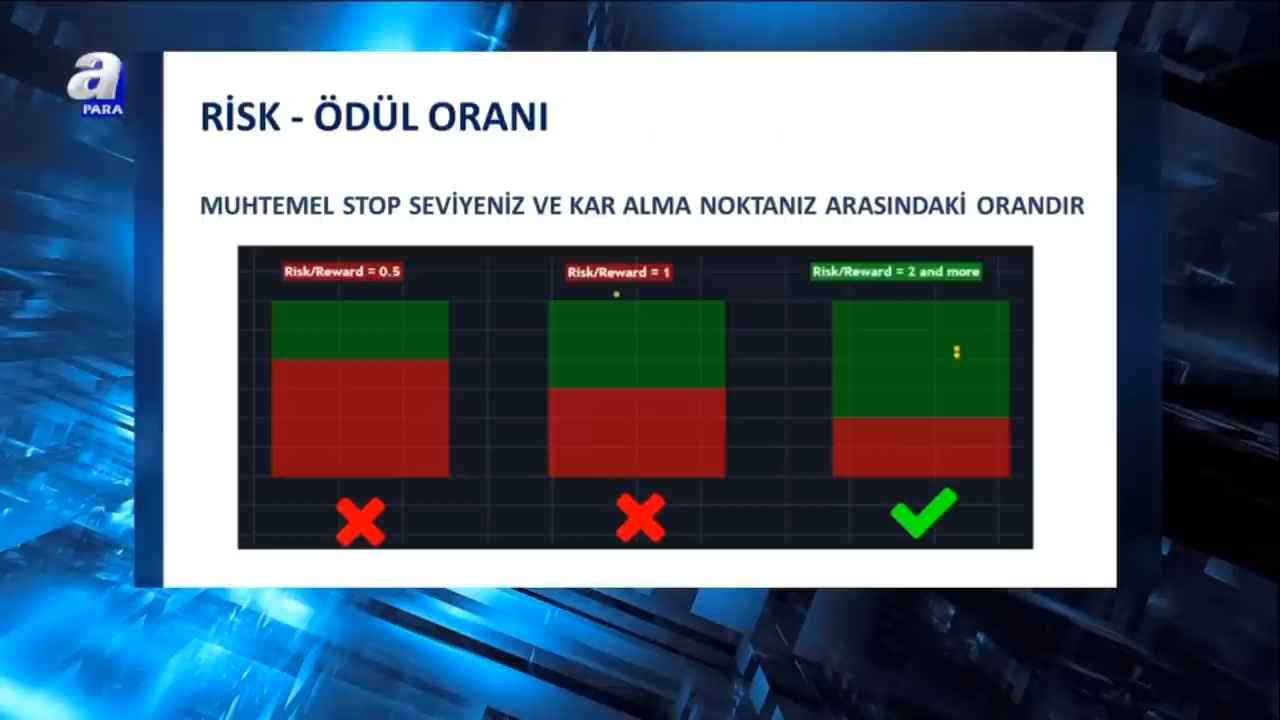 a
PARA
RİSK - ÖDÜL ORANI
MUHTEMEL STOP SEVİYENİZ VE KAR ALMA NOKTANIZ ARASINDAKİ ORANDIR
Risk/Reward = 0.5
Risk/Reward = 1
Risk/Reward = 2 and more